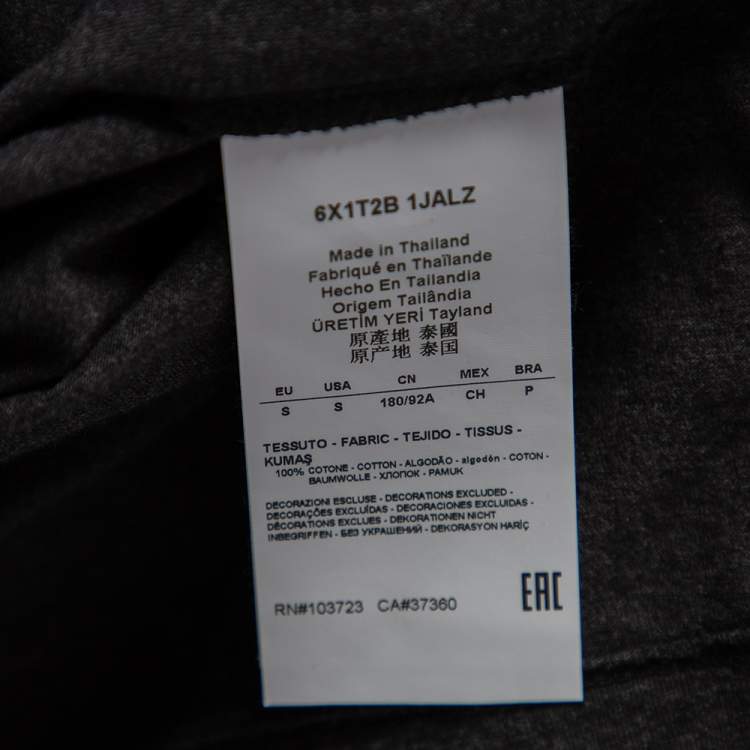 6X1T2B 1JALZ
Made in Thailand
Fabriqué en Thaïlande
Hecho En Tailandia
Origem Tailândia
ÜRETİM YERİ Tayland
原產地 泰國
原产地 泰国
EU USA CN MEX BRA
S S 180/92A CH P
TESSUTO - FABRIC - TEJIDO - TISSUS -
KUMAŞ
100% COTONE - COTTON - ALGODÃO - algodón - COTON -
BAUMWOLLE - ХЛОПОК - PAMUK
DECORAZIONI ESCLUSE - DECORATIONS EXCLUDED -
DECORAÇÕES EXCLUÍDAS - DECORACIONES EXCLUIDAS -
DÉCORATIONS EXCLUES - DEKORATIONEN NICHT
INBEGRIFFEN - БЕЗ УКРАШЕНИЙ - DEKORASYON HARİÇ
RN#103723 CA#37360
EAC